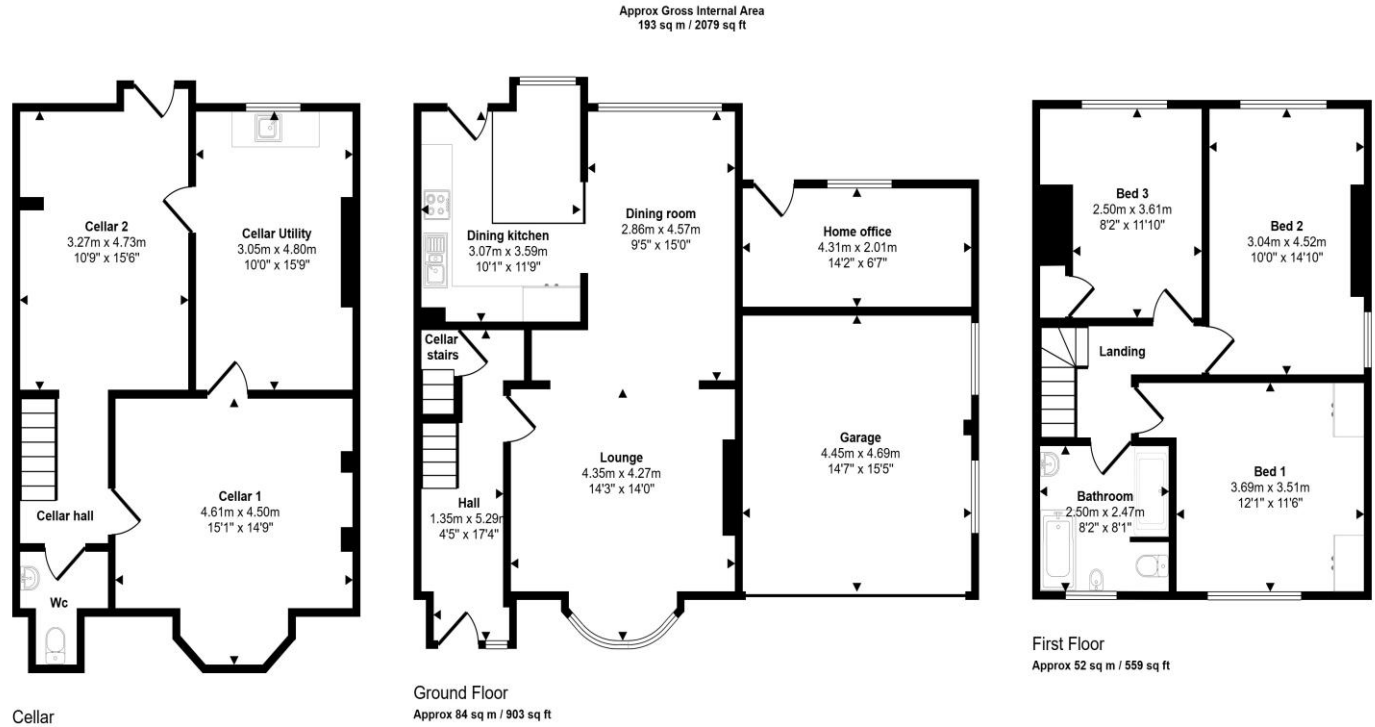 Approx Gross Internal Area
193 sq m / 2079 sq ft
Cellar 2
3.27m x 4.73m
10'9" x 15'6"
Cellar Utility
3.05m x 4.80m
10'0" x 15'9"
Cellar hall
Cellar 1
4.61m x 4.50m
15'1" x 14'9"
Wc
Cellar
Dining kitchen
3.07m x 3.59m
10'1" x 11'9"
Dining room
2.86m x 4.57m
9'5" x 15'0"
Home office
4.31m x 2.01m
14'2" x 6'7"
Cellar
stairs
Lounge
4.35m x 4.27m
14'3" x 14'0"
Hall
1.35m x 5.29m
4'5" x 17'4"
Garage
4.45m x 4.69m
14'7" x 15'5"
Ground Floor
Approx 84 sq m / 903 sq ft
Bed 3
2.50m x 3.61m
8'2" x 11'10"
Bed 2
3.04m x 4.52m
10'0" x 14'10"
Landing
Bathroom
2.50m x 2.47m
8'2" x 8'1"
Bed 1
3.69m x 3.51m
12'1" x 11'6"
First Floor
Approx 52 sq m / 559 sq ft